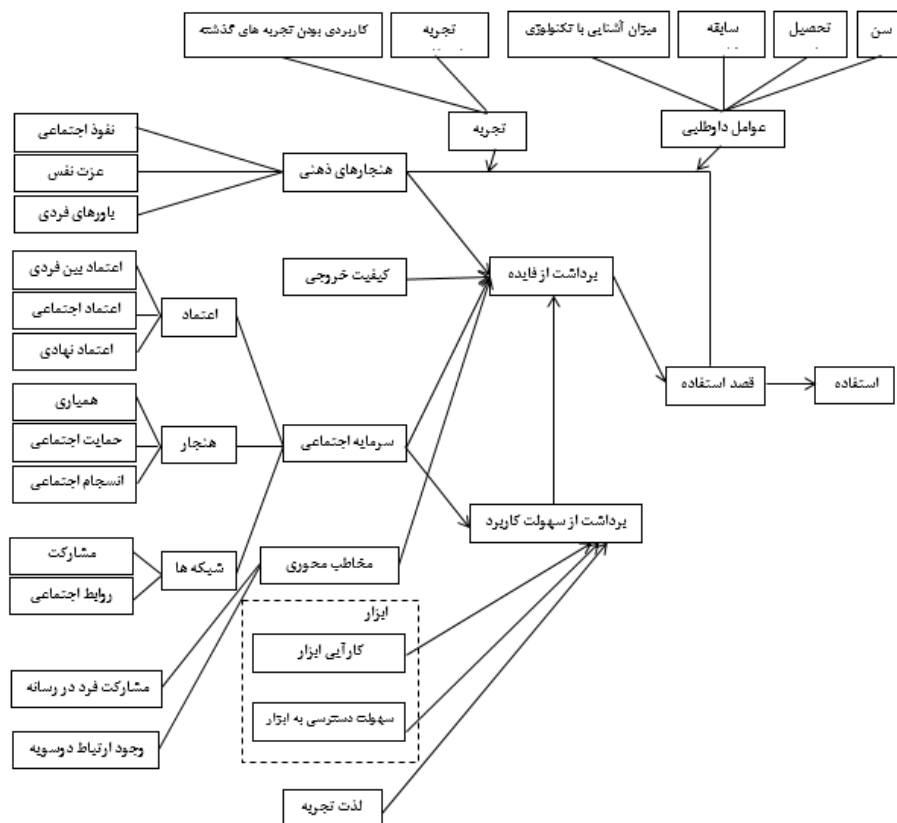 سن
تحصیل
سابقه
میزان آشنایی با تکنولوژی
تجربه
کاربردی بودن تجربه های گذشته
عوامل داوطلبی
تجربه
نفوذ اجتماعی
عزت نفس
باورهای فردی
هنجارهای ذهنی
برداشت از فایده
کیفیت خروجی
اعتماد بین فردی
اعتماد اجتماعی
اعتماد نهادی
اعتماد
قصد استفاده
استفاده
همیاری
حمایت اجتماعی
انسجام اجتماعی
هنجار
سرمایه اجتماعی
برداشت از سهولت کاربرد
مشارکت
روابط اجتماعی
شبکه ها
مخاطب محوری
ابزار
کارآیی ابزار
سهولت دسترسی به ابزار
مشارکت فرد در رسانه
وجود ارتباط دوسویه
لذت تجربه